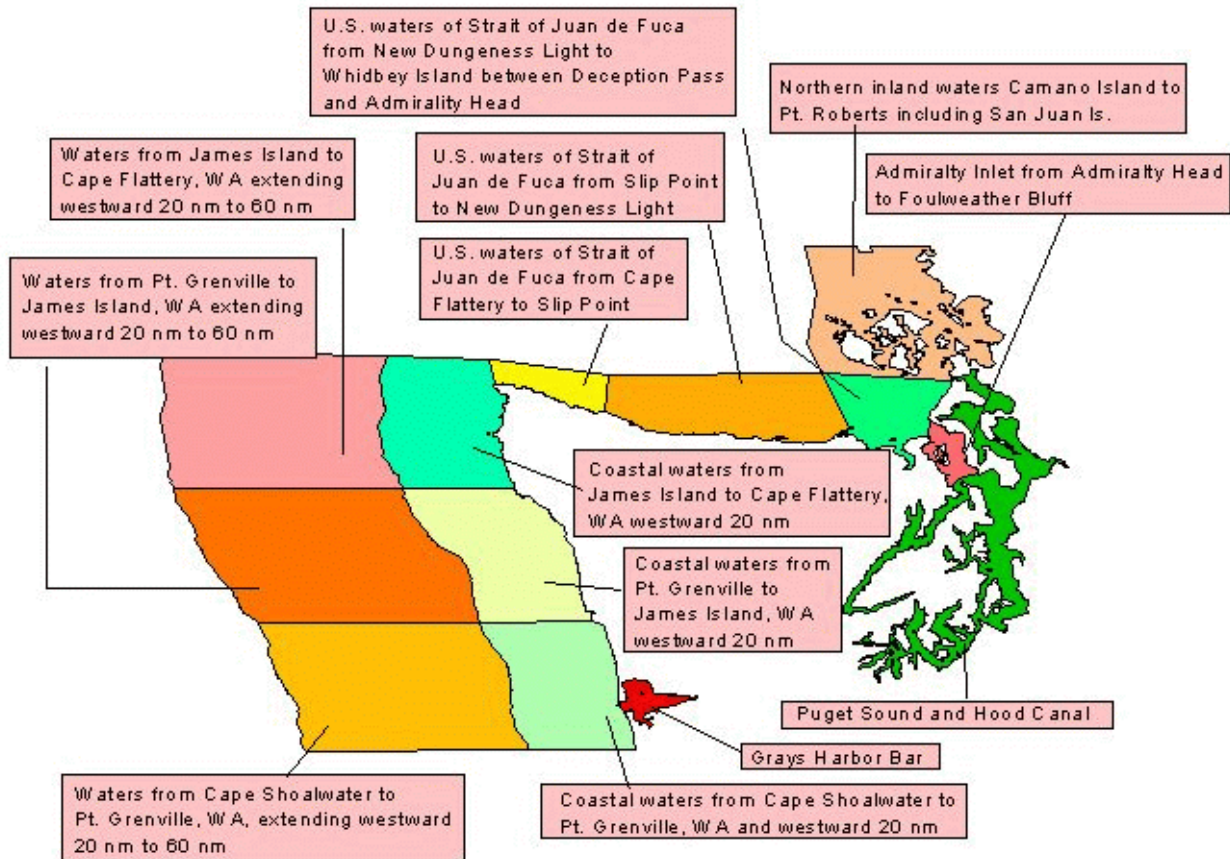 U.S. waters of Strait of Juan de Fuca
from New Dungeness Light to
Whidbey Island between Deception Pass
and Admirality Head
Northern inland waters Camano Island to
Pt. Roberts including San Juan Is.
Waters from James Island to
Cape Flattery, WA extending
westward 20 nm to 60 nm
U.S. waters of Strait of
Juan de Fuca from Slip Point
to New Dungeness Light
Admiralty Inlet from Admiralty Head
to Foulweather Bluff
U.S. waters of Strait of
Juan de Fuca from Cape
Flattery to Slip Point
Waters from Pt. Grenville to
James Island, WA extending
westward 20 nm to 60 nm
Coastal waters from
James Island to Cape Flattery,
WA westward 20 nm
Coastal waters from
Pt. Grenville to
James Island, WA
westward 20 nm
Puget Sound and Hood Canal
Grays Harbor Bar
Waters from Cape Shoalwater to
Pt. Grenville, WA, extending westward
20 nm to 60 nm
Coastal waters from Cape Shoalwater to
Pt. Grenville, WA and westward 20 nm